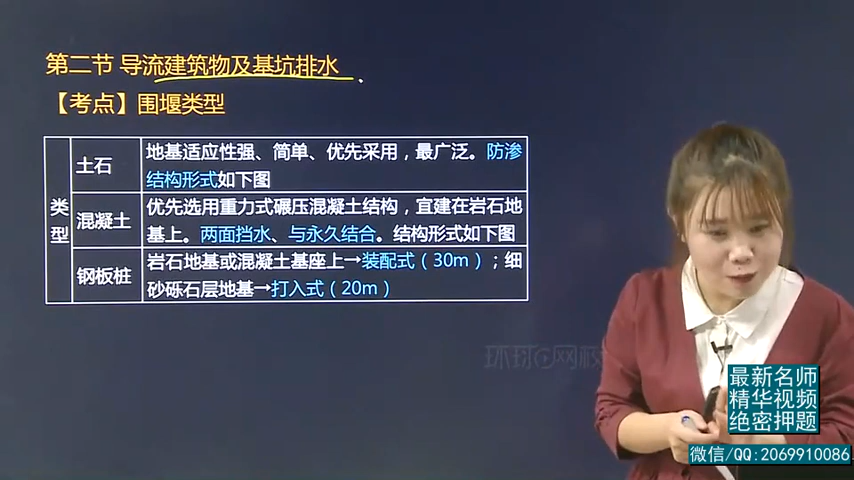 第二节 导流建筑物及基坑排水
【考点】围堰类型
类型
土石
地基适应性强、简单、优先采用，最广泛。防渗
结构形式如下图
混凝土
优先选用重力式碾压混凝土结构，宜建在岩石地
基上。两面挡水、与永久结合。结构形式如下图
钢板桩
岩石地基或混凝土基座上→装配式（30m）；细
砂砾石层地基→打入式（20m）
环球网校
最新名师
精华视频
绝密押题
微信/QQ:2069910086